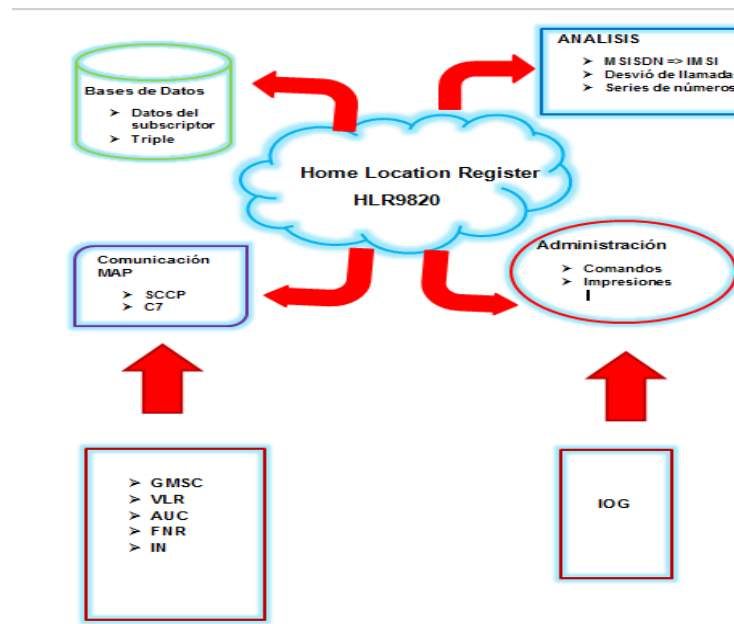 Bases de Datos
➢ Datos del
subscriptor
➢ Triple
ANALISIS
➢ MSISDN => IMSI
➢ Desvió de llamadas
➢ Series de números
Home Location Register
HLR9820
Comunicación
MAP
➢ SCCP
➢ C7
Administración
➢ Comandos
➢ Impresiones
➢ GMSC
➢ VLR
➢ AUC
➢ FNR
➢ IN
IOG